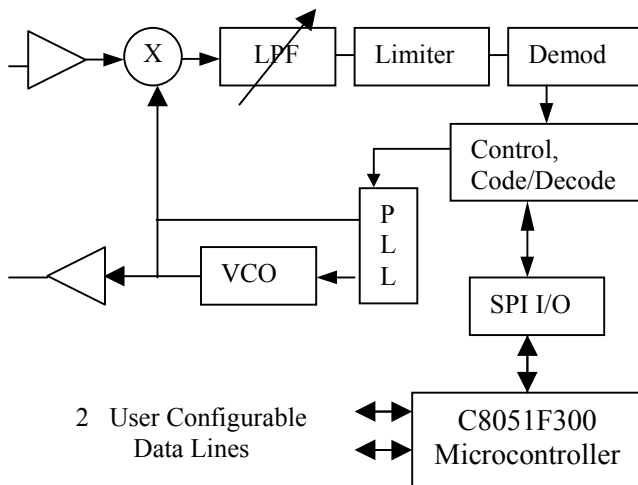 X
LPF
Limiter
Demod
Control,
Code/Decode
P
L
L
VCO
SPI I/O
2 User Configurable
Data Lines
C8051F300
Microcontroller